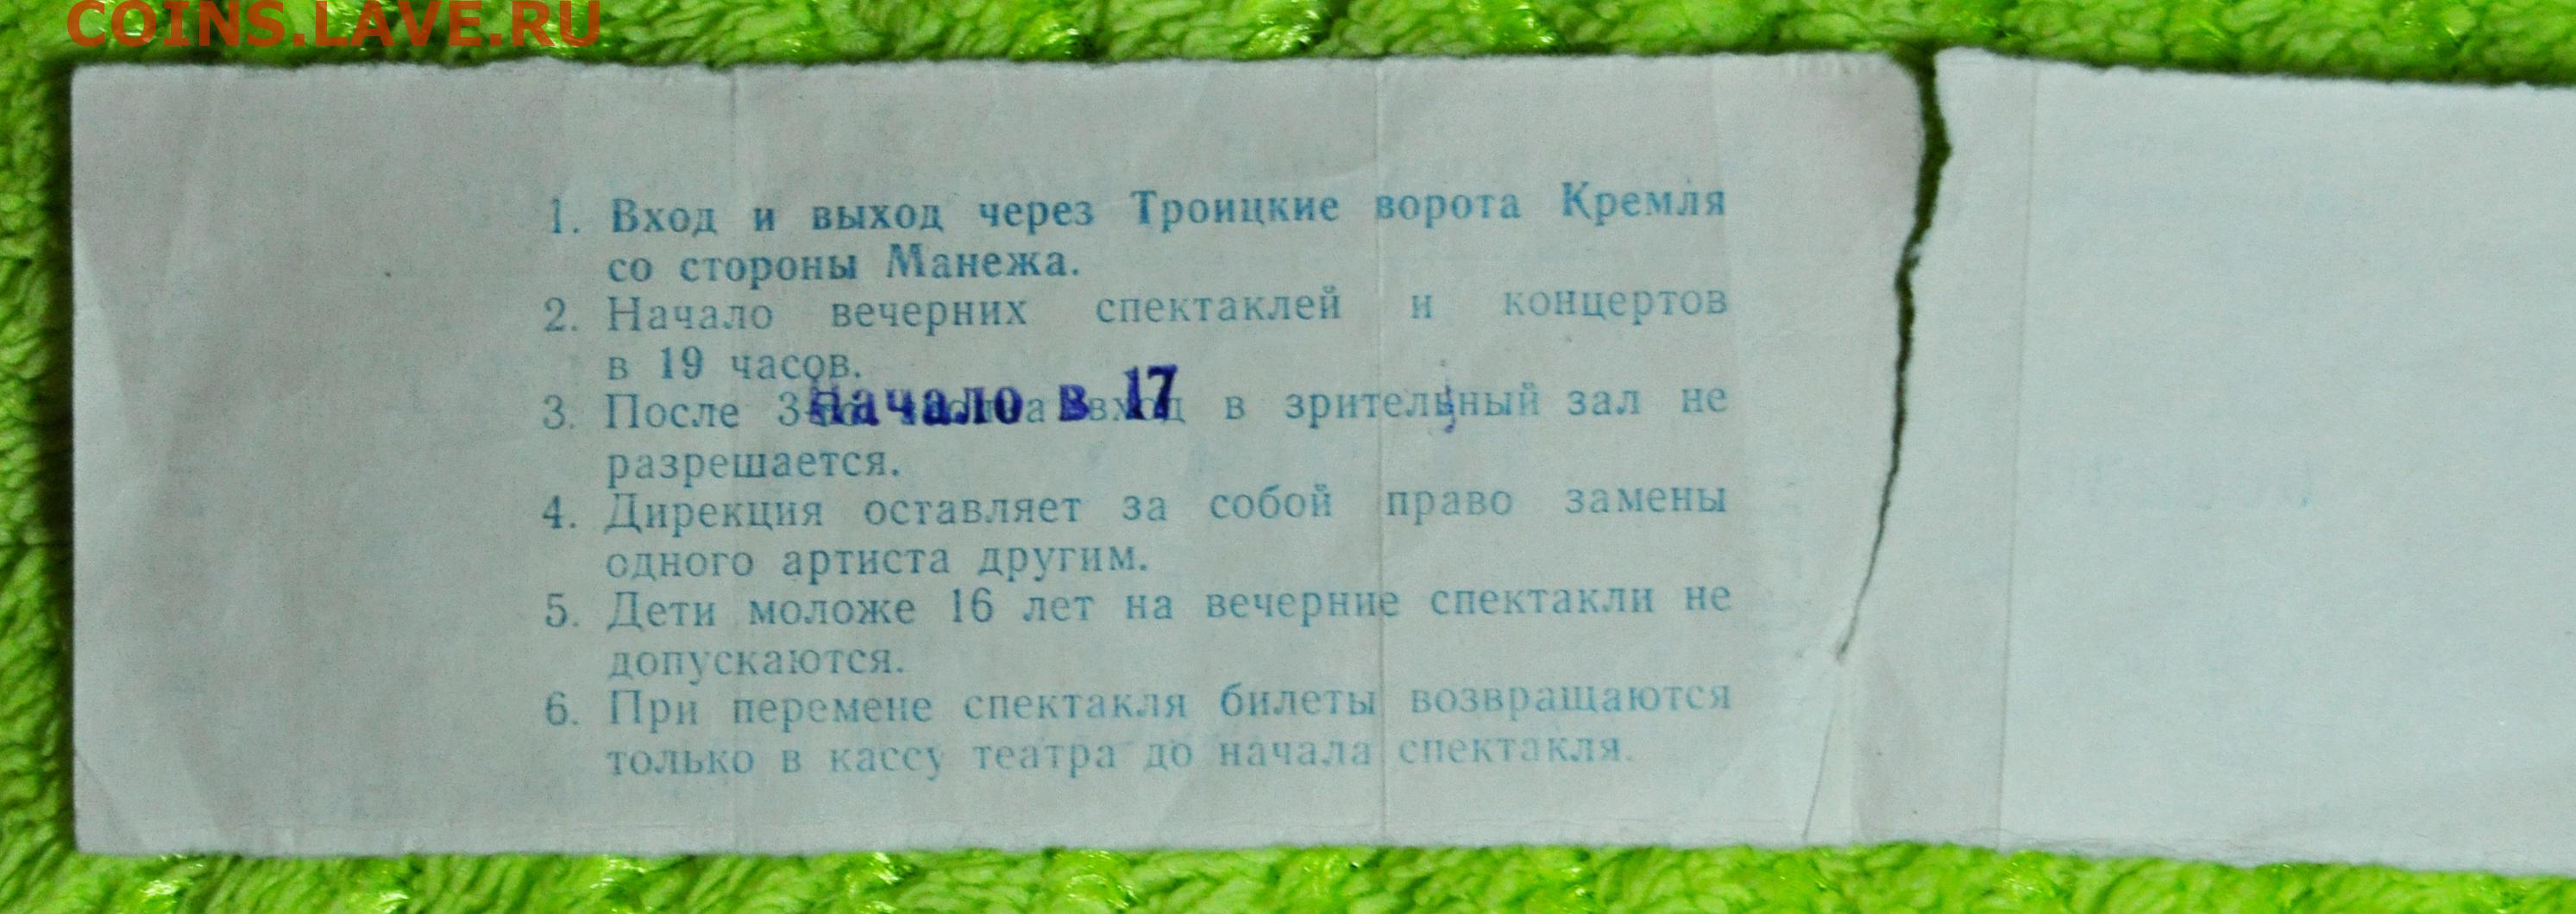 COINS.LAVE.RU
1. Вход и выход через Троицкие ворота Кремля
со стороны Манежа.
2. Начало вечерних спектаклей и концертов
в 19 часов.
Начало в 17
3. После 3-го вход в зрительный зал не
разрешается.
4. Дирекция оставляет за собой право замены
одного артиста другим.
5. Дети моложе 16 лет на вечерние спектакли не
допускаются.
6. При перемене спектакля билеты возвращаются
только в кассу театра до начала спектакля.